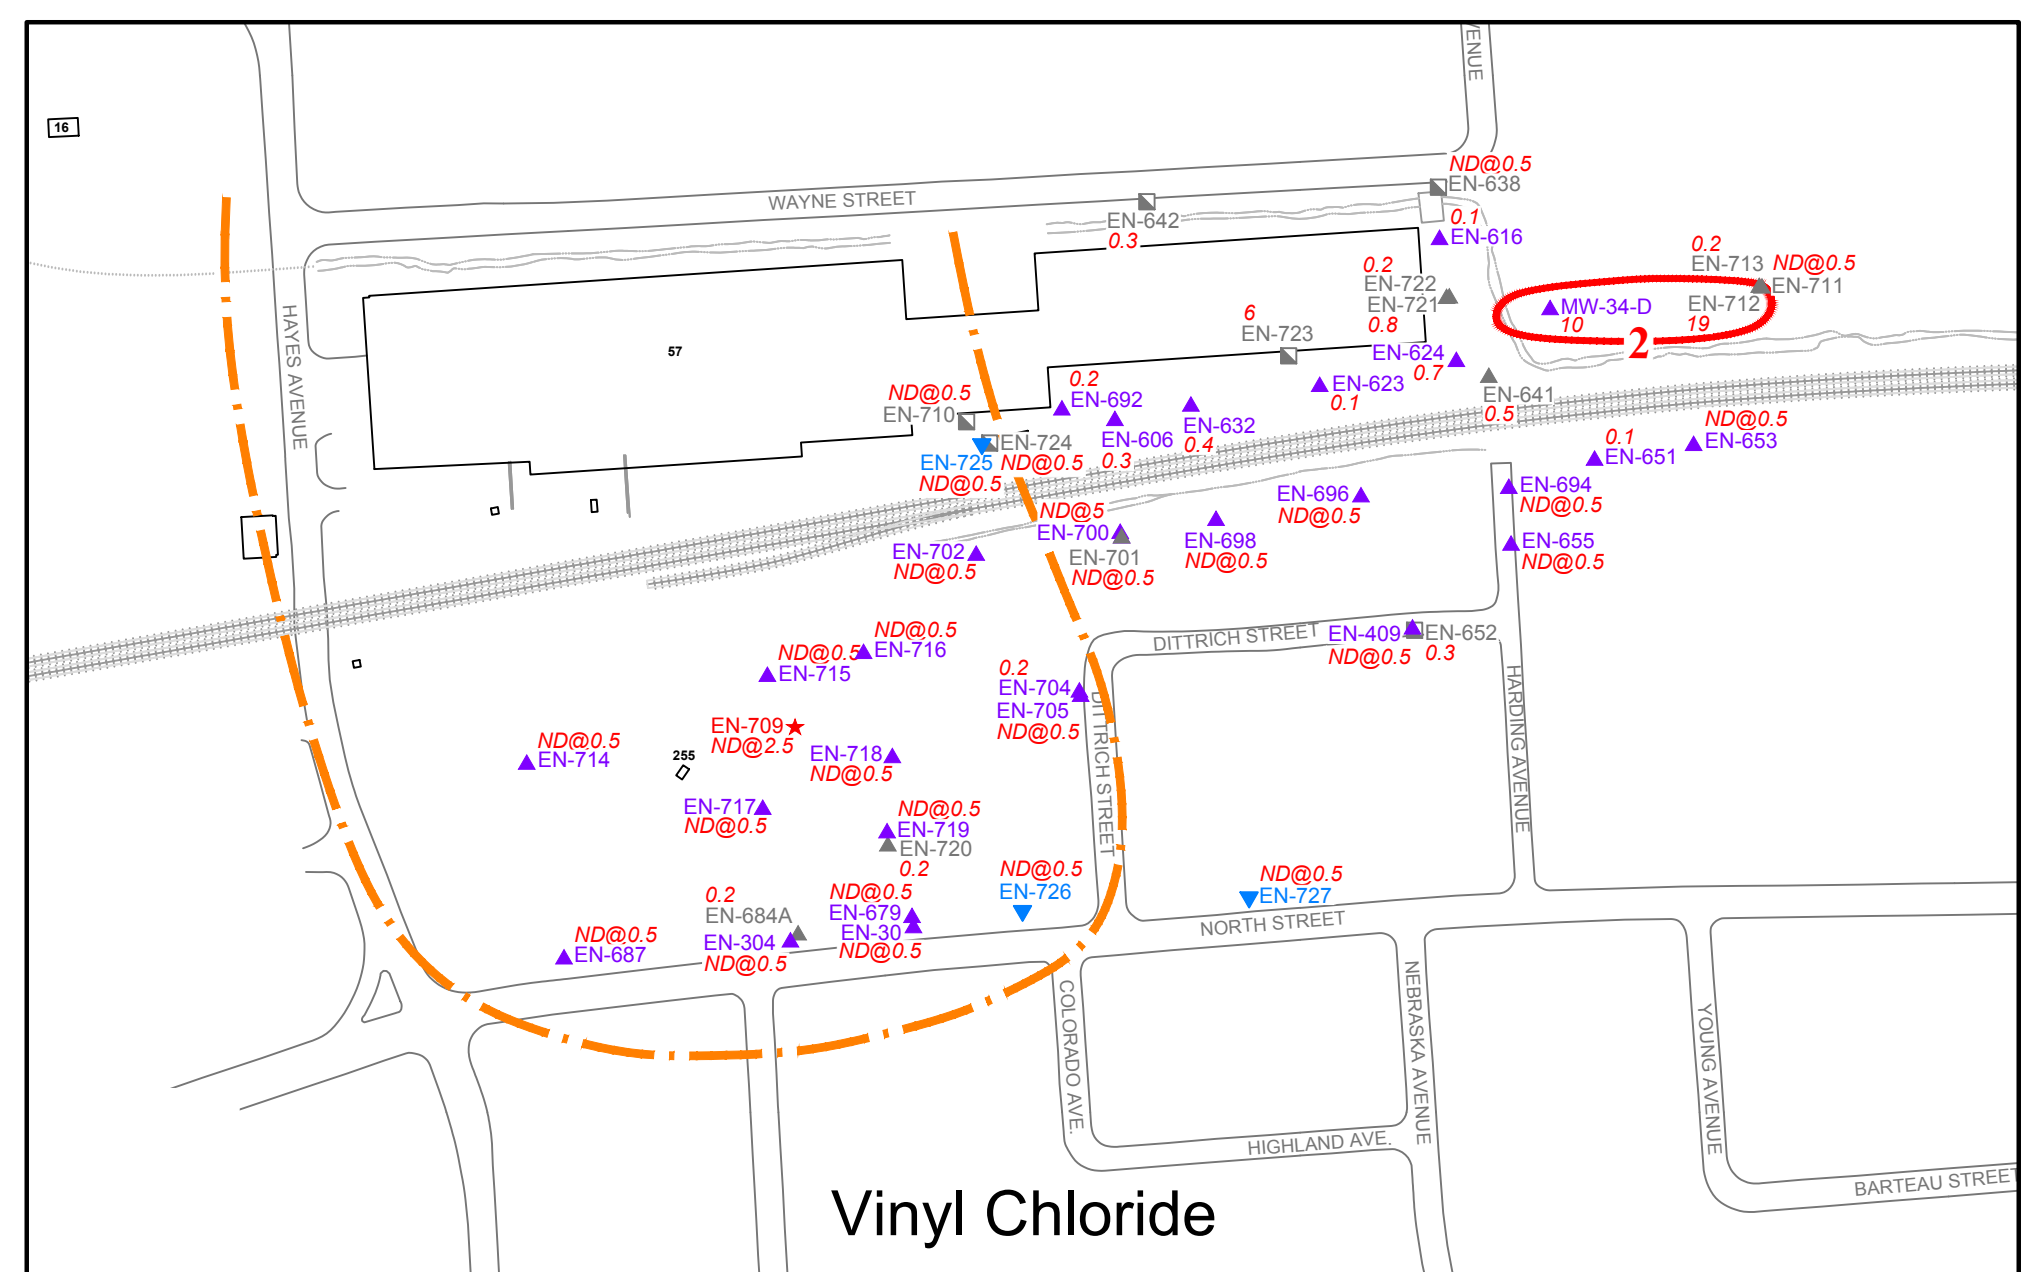 VENUE
16
ND@0.5
EN-638
WAYNE STREET
EN-642
0.3
0.1
EN-616
0.2
EN-713
ND@0.5
EN-711
EN-712
19
MW-34-D
10
2
0.2
EN-722
EN-721
0.8
6
EN-723
HAYES AVENUE
57
EN-624
0.7
EN-623
0.1
EN-641
0.5
ND@0.5
EN-710
0.2
EN-692
EN-606
0.3
EN-632
0.4
EN-724
ND@0.5
EN-725
ND@0.5
ND@0.5
EN-653
0.1
EN-651
EN-694
ND@0.5
EN-696
ND@0.5
ND@5
EN-700
EN-701
ND@0.5
EN-698
ND@0.5
EN-702
ND@0.5
EN-655
ND@0.5
DITTRICH STREET
EN-409
ND@0.5
EN-652
0.3
ND@0.5
EN-716
ND@0.5
EN-715
0.2
EN-704
EN-705
ND@0.5
DITTRICH STREET
HARDING AVENUE
EN-709
ND@2.5
ND@0.5
EN-714
255
EN-718
ND@0.5
EN-717
ND@0.5
ND@0.5
EN-719
EN-720
0.2
ND@0.5
EN-726
ND@0.5
EN-727
NORTH STREET
0.2
EN-684A
EN-304
ND@0.5
ND@0.5
EN-679
EN-30
ND@0.5
ND@0.5
EN-687
COLORADO AVE.
NEBRASKA AVENUE
YOUNG AVENUE
HIGHLAND AVE.
BARTEAU STREET
Vinyl Chloride